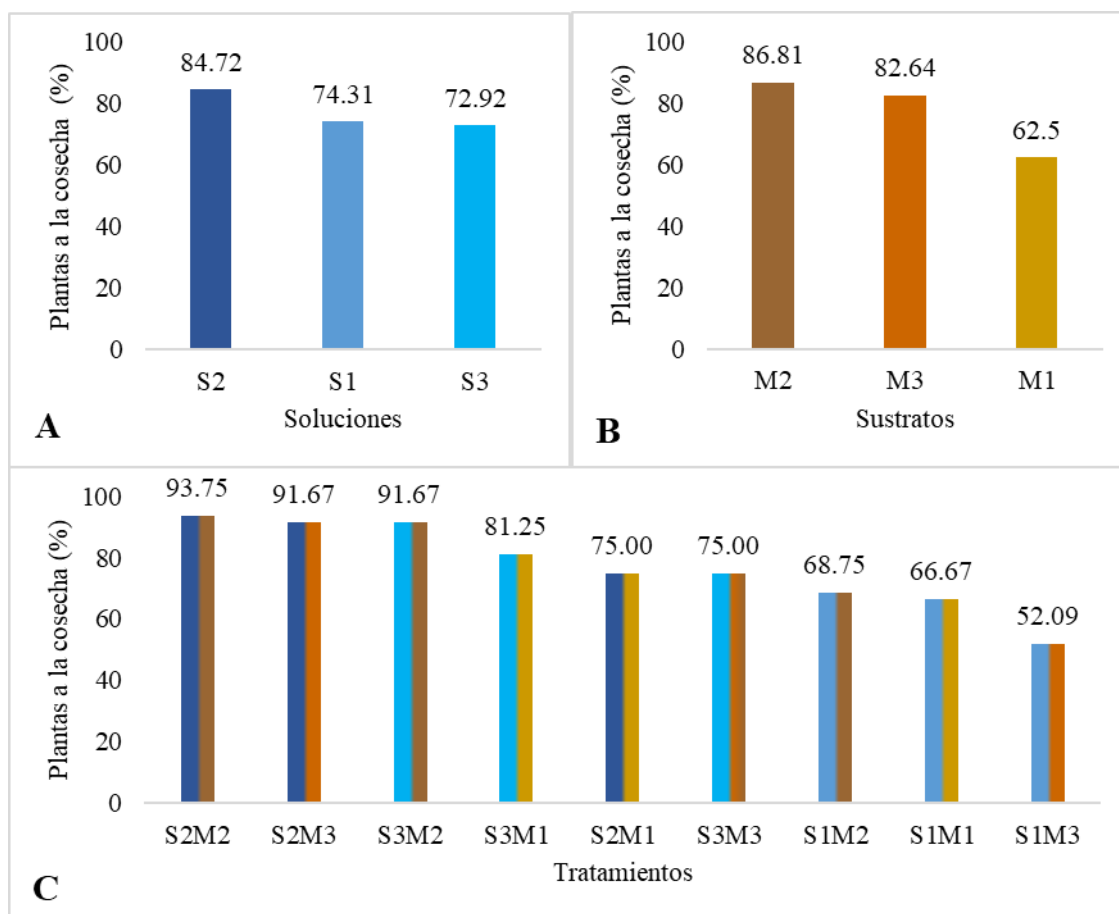 Plantas a la cosecha (%)
100
80
60
40
20
0
84.72
74.31
72.92
S2 S1 S3
Soluciones
A
Plantas a la cosecha (%)
100
80
60
40
20
0
86.81
82.64
62.5
M2 M3 M1
Sustratos
B
Plantas a la cosecha (%)
100
80
60
40
20
0
93.75 91.67 91.67 81.25 75.00 75.00 68.75 66.67 52.09
S2M2 S2M3 S3M2 S3M1 S2M1 S3M3 S1M2 S1M1 S1M3
Tratamientos
C